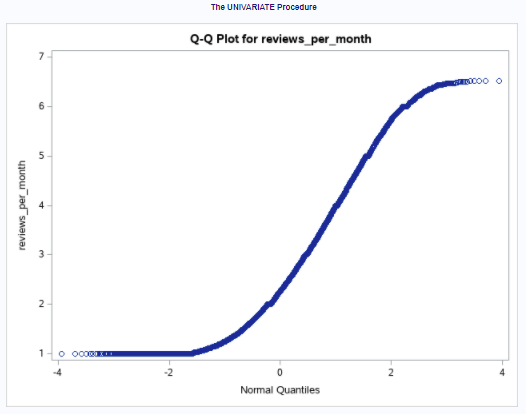 The UNIVARIATE Procedure
Q-Q Plot for reviews_per_month
7
6
5
4
3
2
1
reviews_per_month
-4 -2 0 2 4
Normal Quantiles